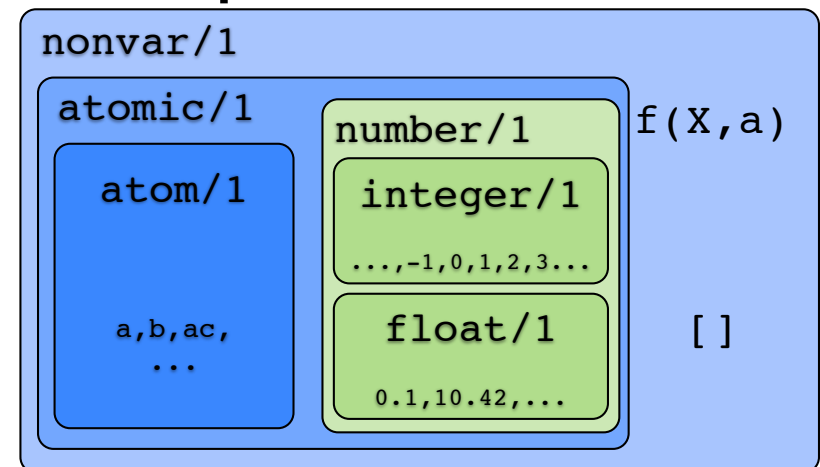 nonvar/1
atomic/1
number/1
f(X,a)
atom/1
integer/1
...,-1,0,1,2,3...
a,b,ac,
...
float/1
[]
0.1,10.42,...